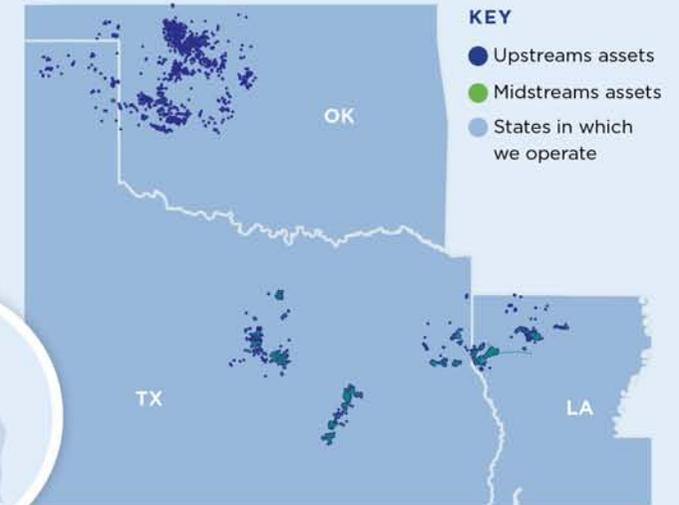 KEY
Upstreams assets
Midstreams assets
States in which
we operate
OK
TX
LA